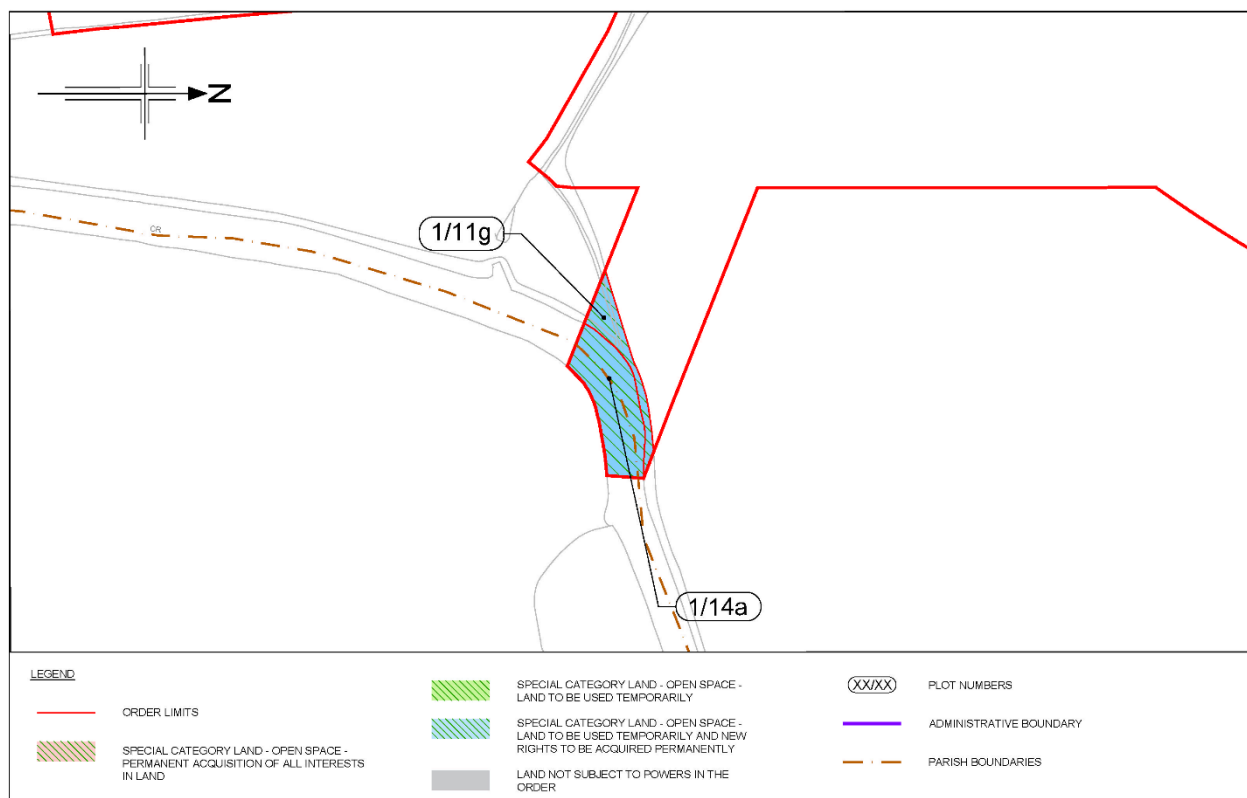 N
CR
1/11g
1/14a
LEGEND
ORDER LIMITS
SPECIAL CATEGORY LAND - OPEN SPACE -
PERMANENT ACQUISITION OF ALL INTERESTS
IN LAND
SPECIAL CATEGORY LAND - OPEN SPACE -
LAND TO BE USED TEMPORARILY
SPECIAL CATEGORY LAND - OPEN SPACE -
LAND TO BE USED TEMPORARILY AND NEW
RIGHTS TO BE ACQUIRED PERMANENTLY
LAND NOT SUBJECT TO POWERS IN THE
ORDER
XX/XX PLOT NUMBERS
ADMINISTRATIVE BOUNDARY
PARISH BOUNDARIES